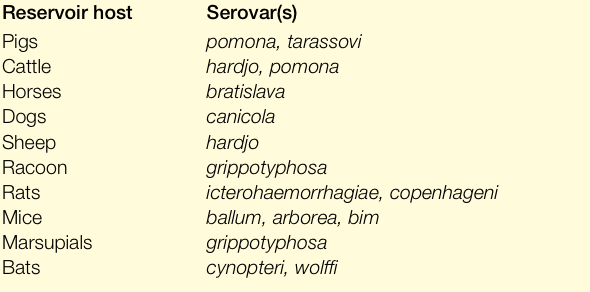 Reservoir host Serovar(s)
Pigs pomona, tarassovi
Cattle hardjo, pomona
Horses bratislava
Dogs canicola
Sheep hardjo
Racoon grippotyphosa
Rats icterohaemorrhagiae, copenhageni
Mice ballum, arborea, bim
Marsupials grippotyphosa
Bats cynopteri, wolffi